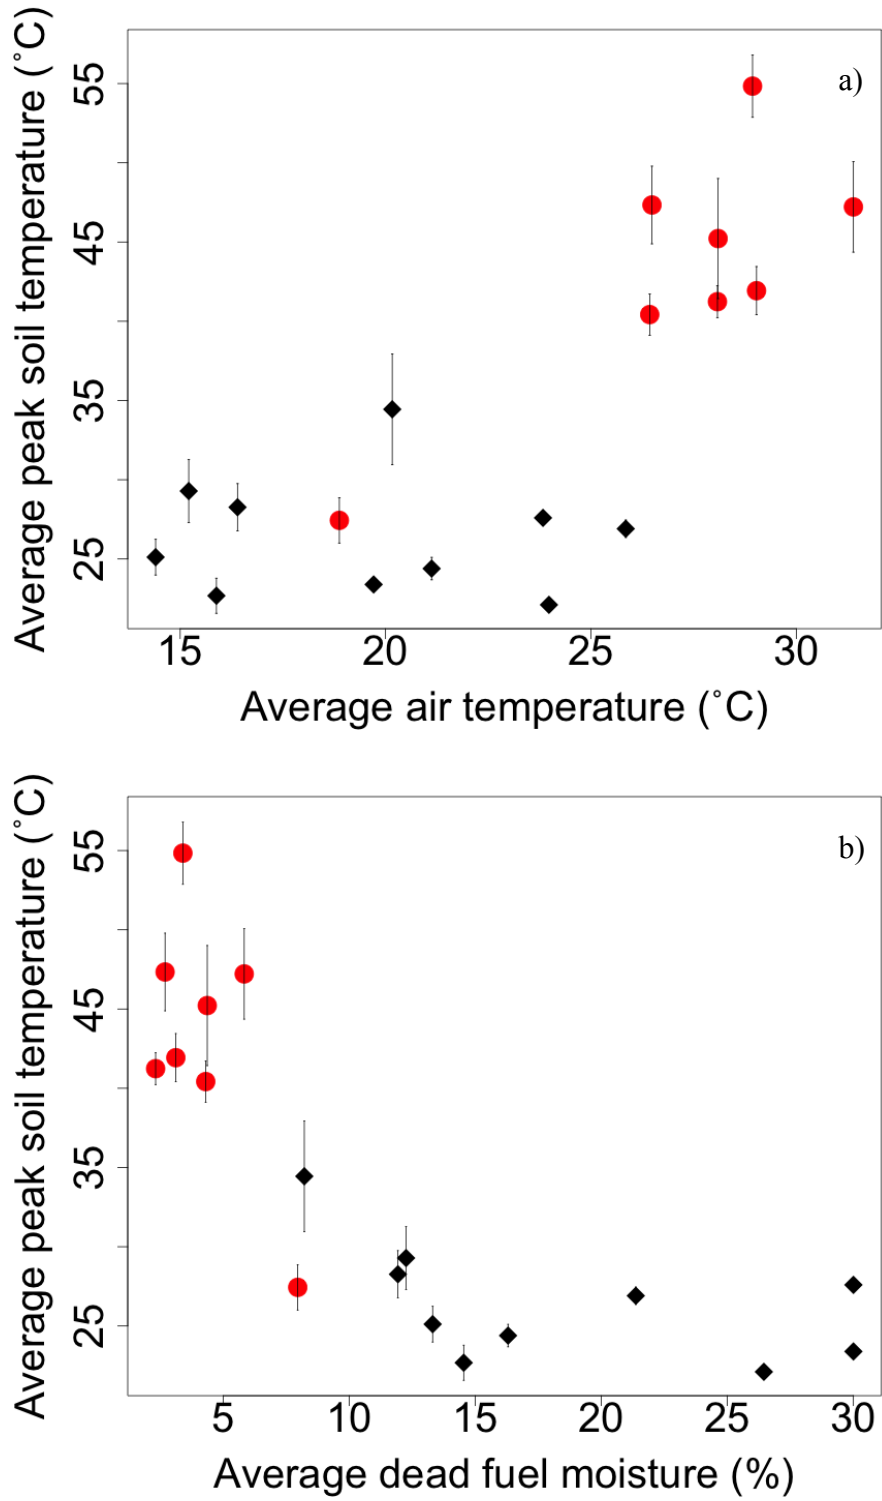 a)
Average peak soil temperature (˚C)
55
45
35
25
15 20 25 30
Average air temperature (˚C)
b)
Average peak soil temperature (˚C)
55
45
35
25
5 10 15 20 25 30
Average dead fuel moisture (%)